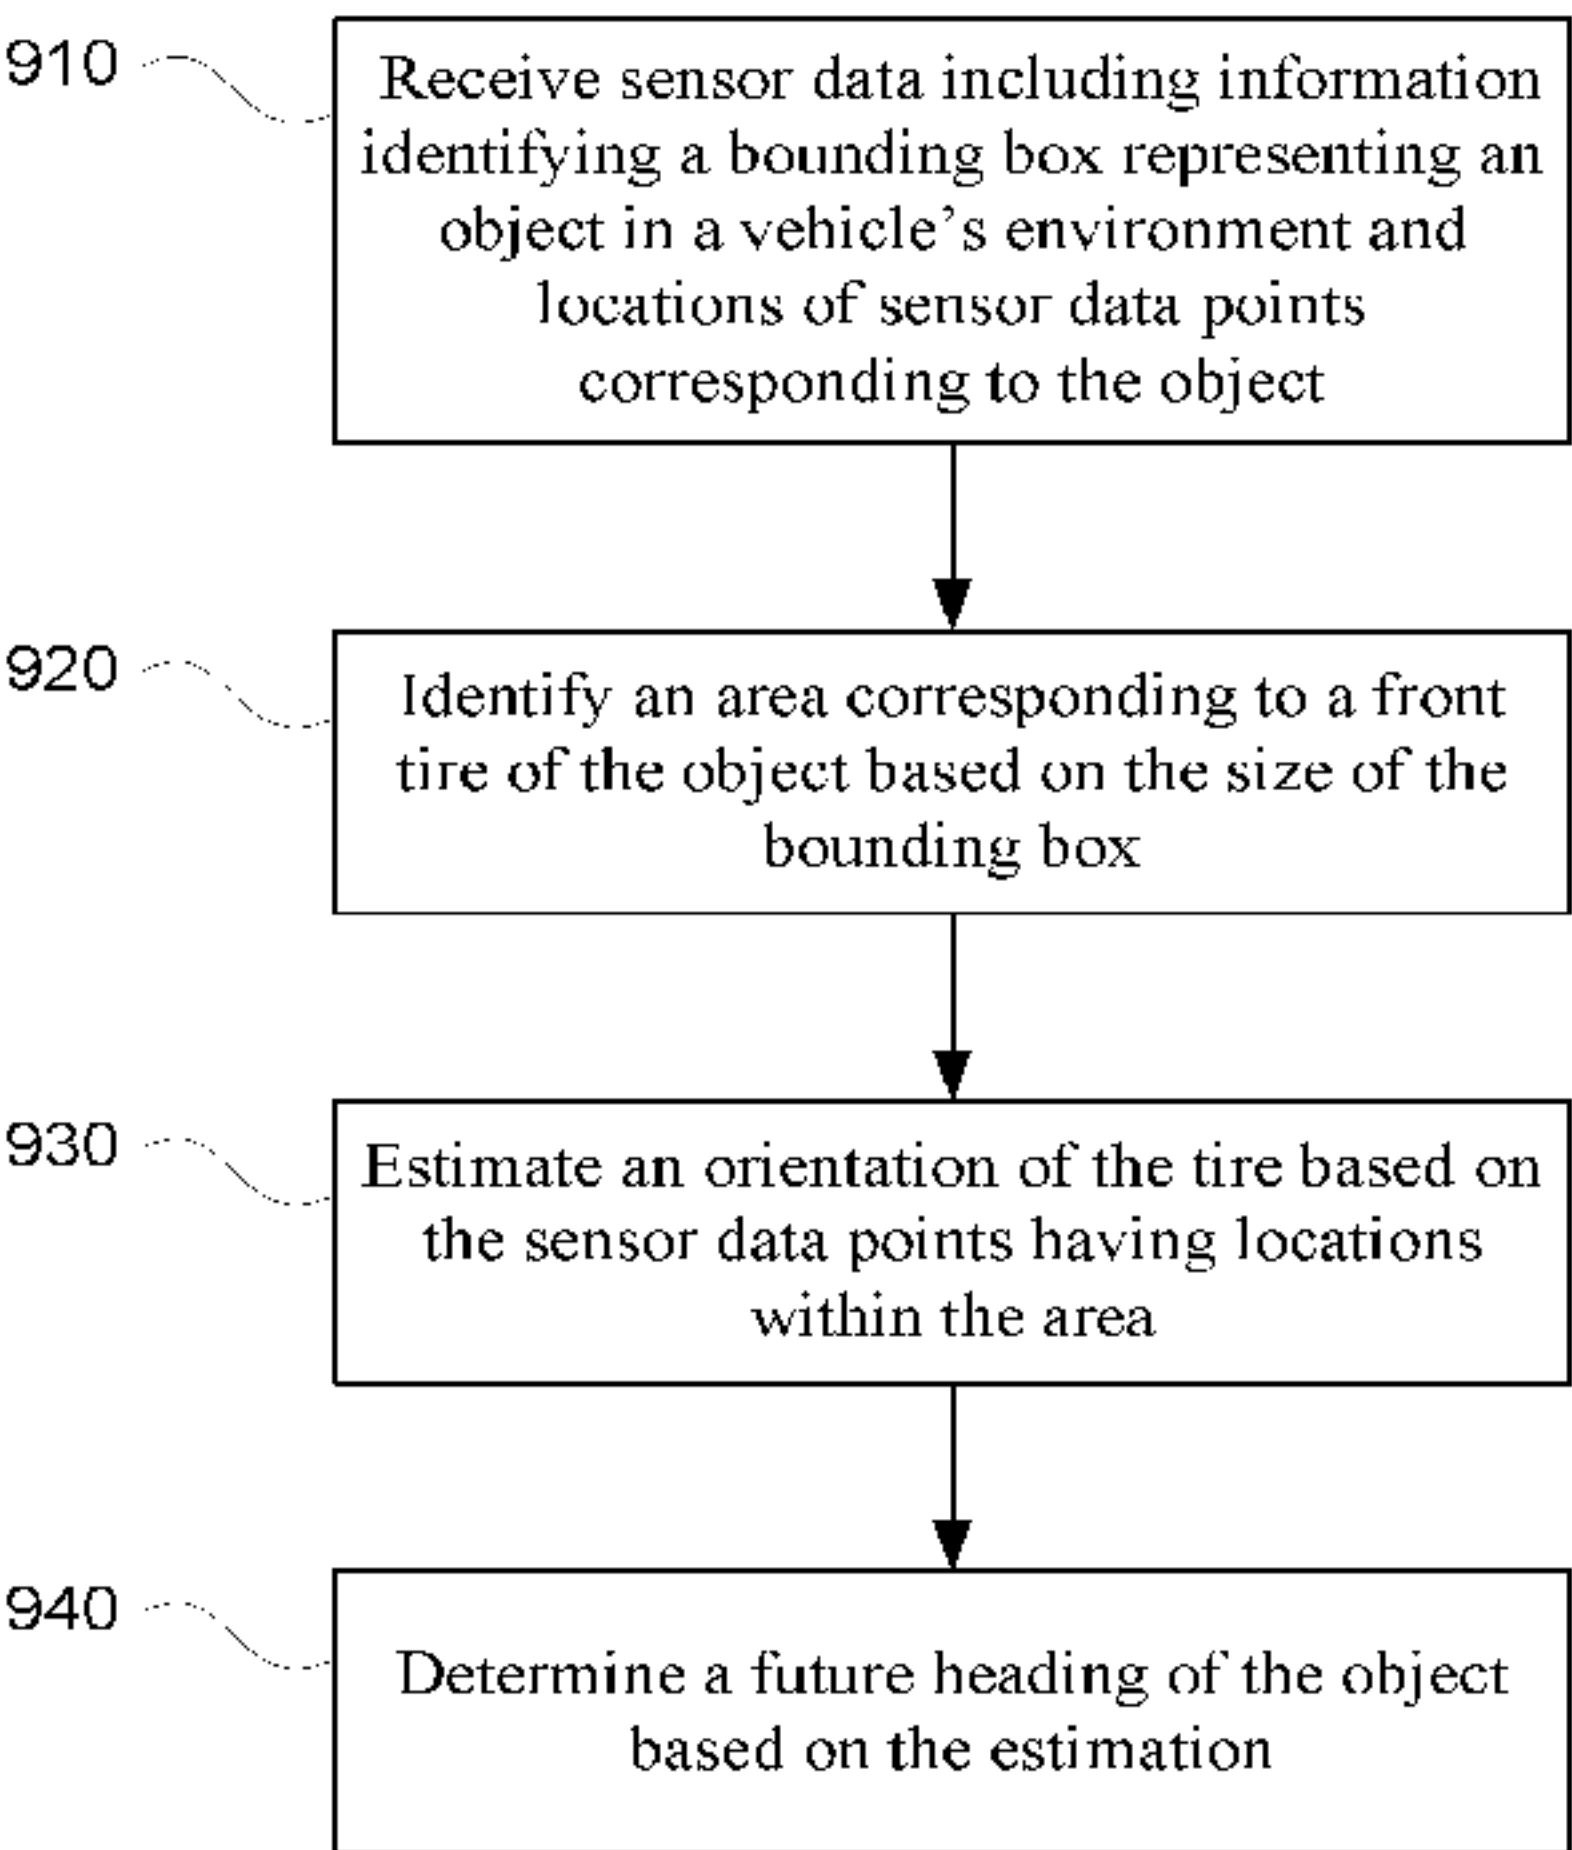 910
Receive sensor data including information
identifying a bounding box representing an
object in a vehicle’s environment and
locations of sensor data points
corresponding to the object
920
Identify an area corresponding to a front
tire of the object based on the size of the
bounding box
930
Estimate an orientation of the tire based on
the sensor data points having locations
within the area
940
Determine a future heading of the object
based on the estimation